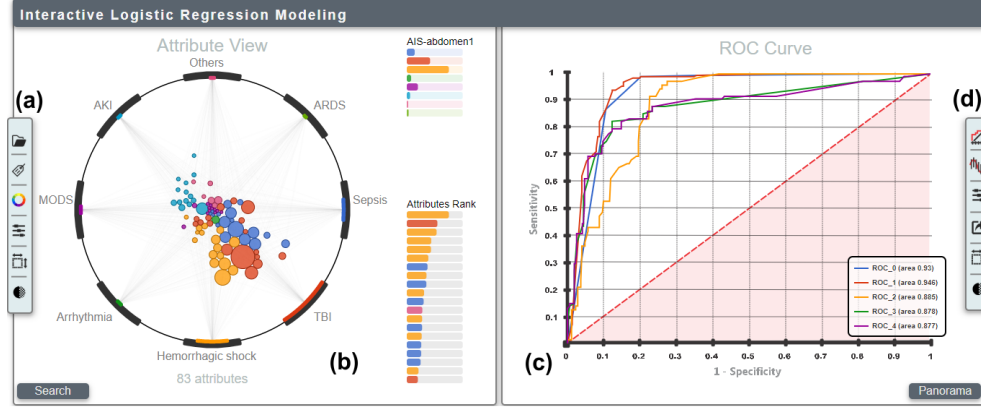 Interactive Logistic Regression Modeling
Attribute View
Others
(a)
AKI
ARDS
MODS
Sepsis
Arrhythmia
TBI
Hemorrhagic shock
83 attributes
Search
AIS-abdomen1
Attributes Rank
(b)
ROC Curve
(d)
1
0.9
0.8
0.7
0.6
0.5
0.4
0.3
0.2
0.1
Sensitivity
ROC_0 (area 0.93)
ROC_1 (area 0.946)
ROC_2 (area 0.885)
ROC_3 (area 0.878)
ROC_4 (area 0.877)
0 0.1 0.2 0.3 0.4 0.5 0.6 0.7 0.8 0.9 1
(c)
1 - Specificity
Panorama